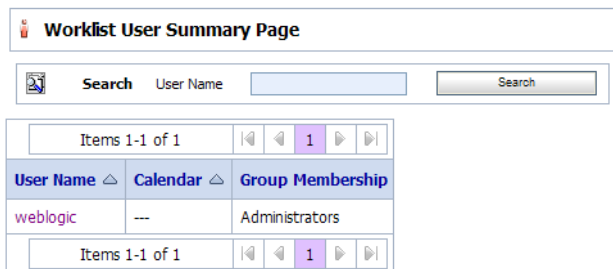 Worklist User Summary Page
Search User Name Search
Items 1-1 of 1 1
User Name Calendar Group Membership
weblogic --- Administrators
Items 1-1 of 1 1